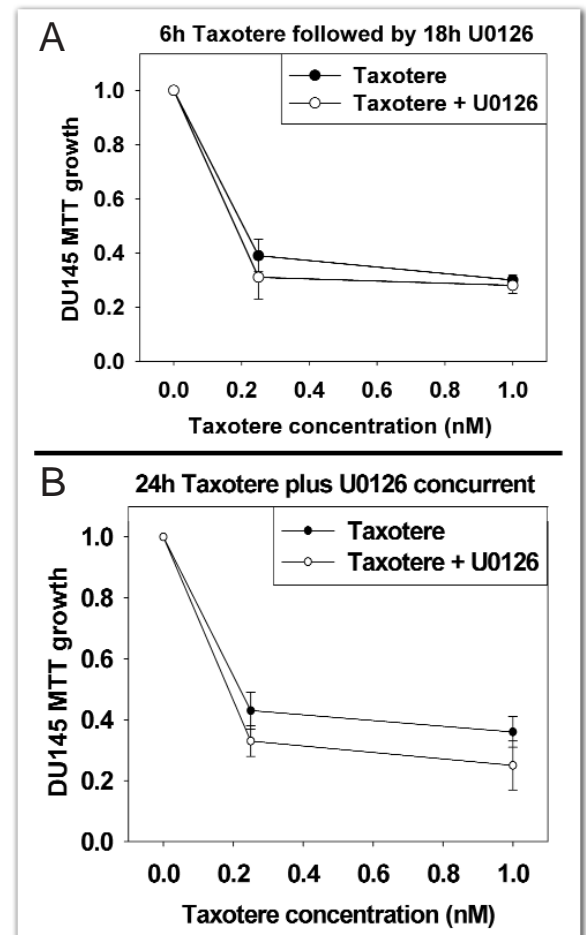 A
6h Taxotere followed by 18h U0126
Taxotere
Taxotere + U0126
DU145 MTT growth
1.0
0.8
0.6
0.4
0.2
0.0
0.0 0.2 0.4 0.6 0.8 1.0
Taxotere concentration (nM)
B
24h Taxotere plus U0126 concurrent
Taxotere
Taxotere + U0126
DU145 MTT growth
1.0
0.8
0.6
0.4
0.2
0.0
0.0 0.2 0.4 0.6 0.8 1.0
Taxotere concentration (nM)